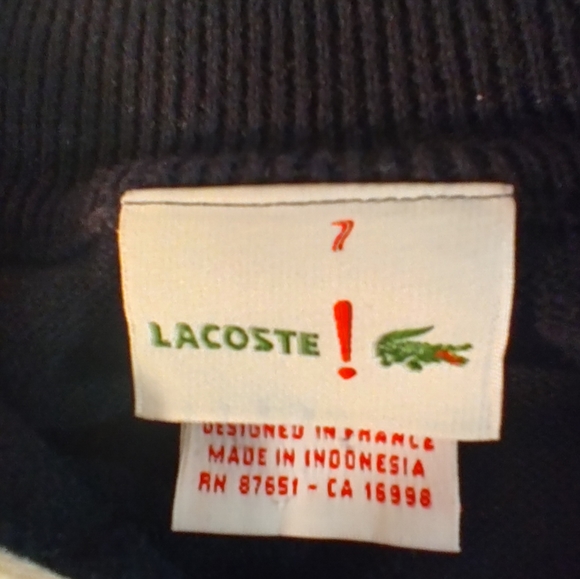 7
LACOSTE !
DESIGNED IN FRANCE
MADE IN INDONESIA
RN 87651 - CA 16998